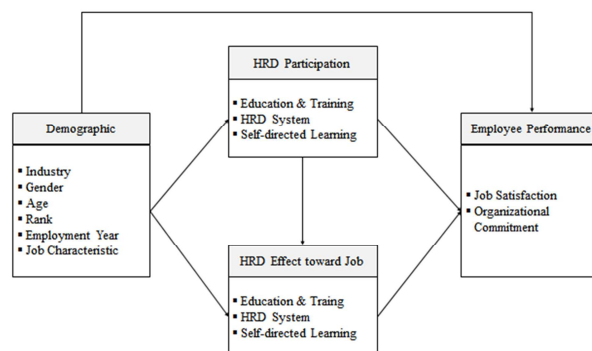 HRD Participation
▪ Education & Training
▪ HRD System
▪ Self-directed Learning
Demographic
▪ Industry
▪ Gender
▪ Age
▪ Rank
▪ Employment Year
▪ Job Characteristic
Employee Performance
▪ Job Satisfaction
▪ Organizational
Commitment
HRD Effect toward Job
▪ Education & Traing
▪ HRD System
▪ Self-directed Learning